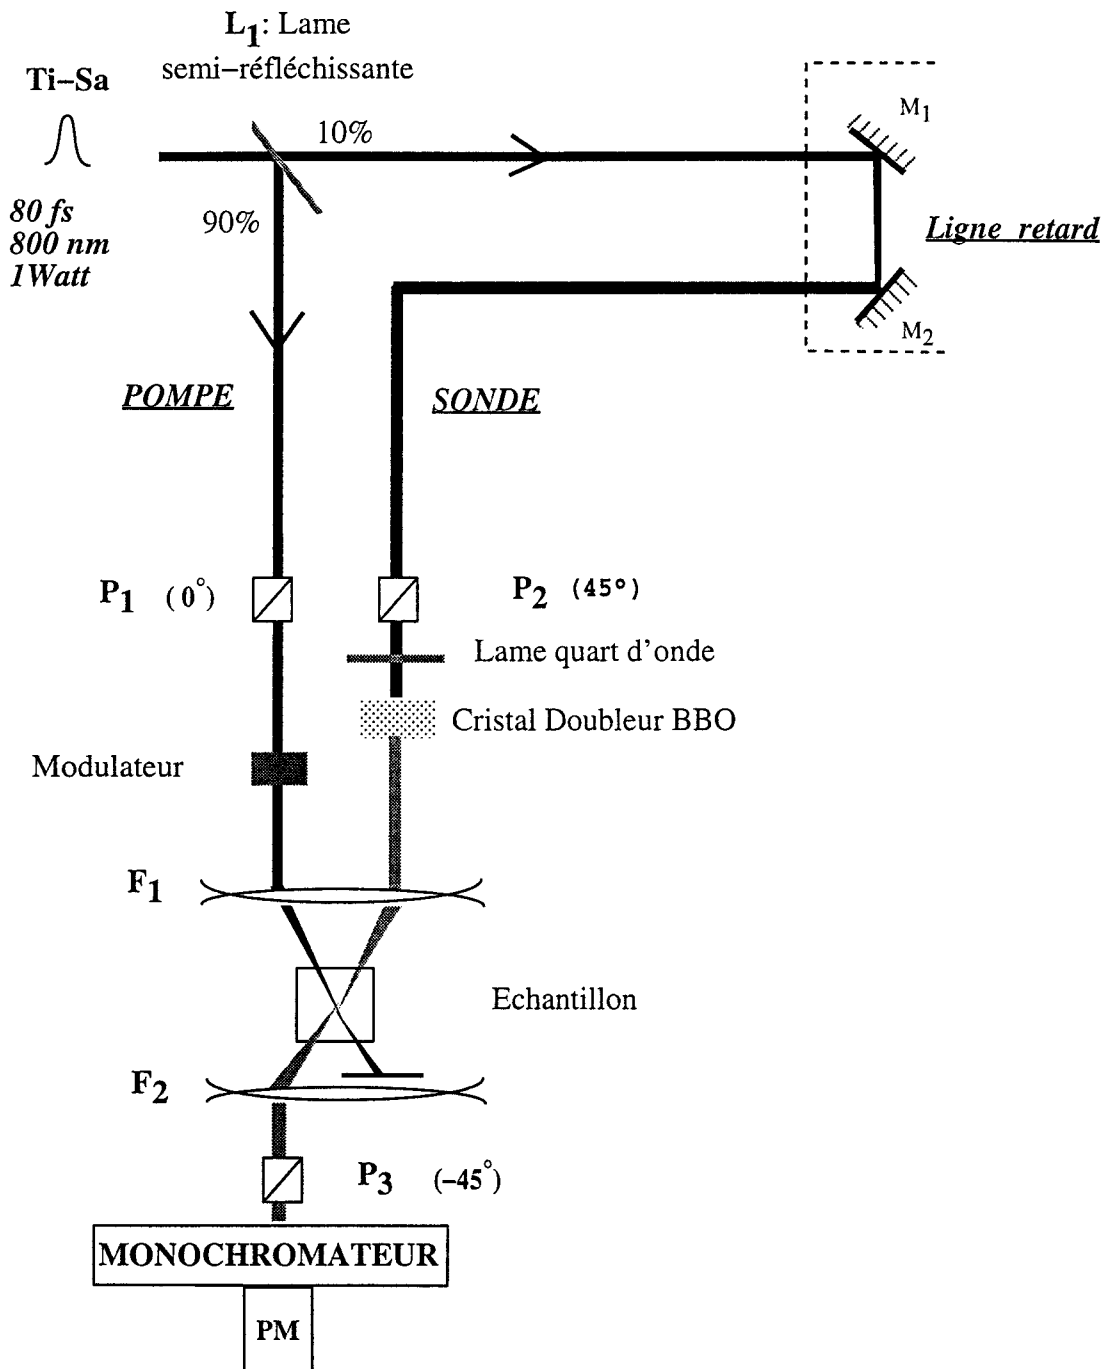 L1: Lame
semi-réfléchissante
Ti-Sa
10%
M1
80 fs
800 nm
1Watt
90%
Ligne retard
M2
POMPE
SONDE
P1 (0°)
P2 (45°)
Lame quart d'onde
Cristal Doubleur BBO
Modulateur
F1
Echantillon
F2
P3 (-45°)
MONOCHROMATEUR
PM